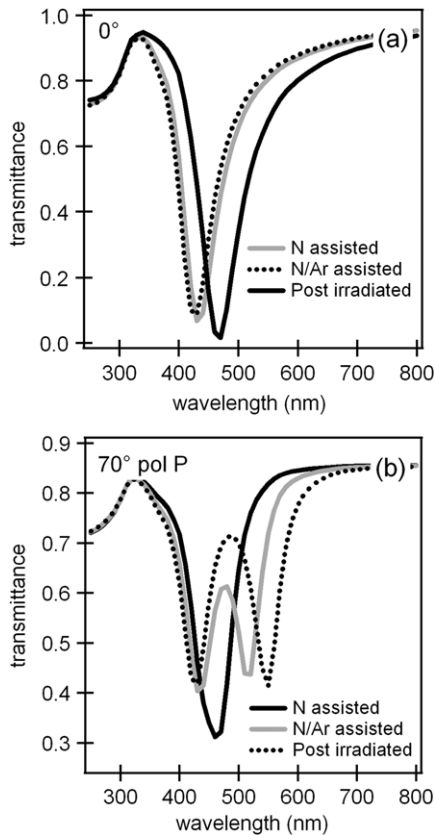 0°
(a)
1.0
0.8
0.6
0.4
0.2
0.0
transmittance
N assisted
N/Ar assisted
Post irradiated
300 400 500 600 700 800
wavelength (nm)
70° pol P
(b)
0.9
0.8
0.7
0.6
0.5
0.4
0.3
transmittance
N assisted
N/Ar assisted
Post irradiated
300 400 500 600 700 800
wavelength (nm)